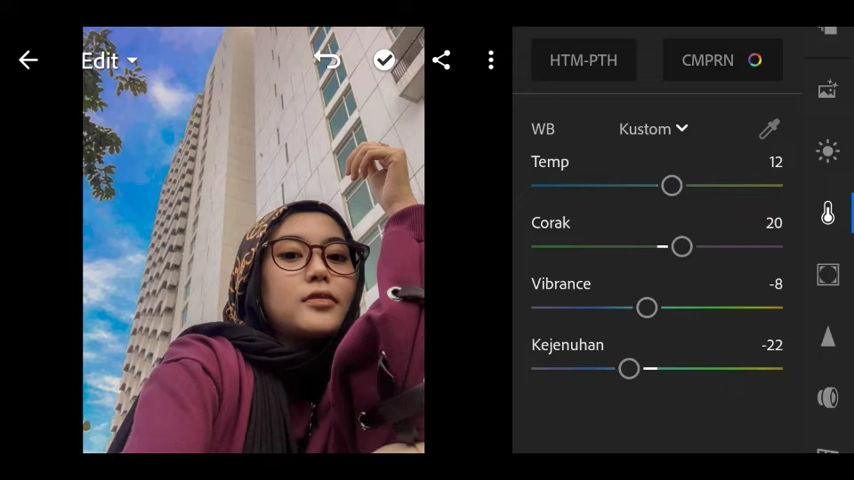 Edit
HTM-PTH
CMPRN
WB
Kustom
Temp
12
Corak
20
Vibrance
-8
Kejenuhan
-22